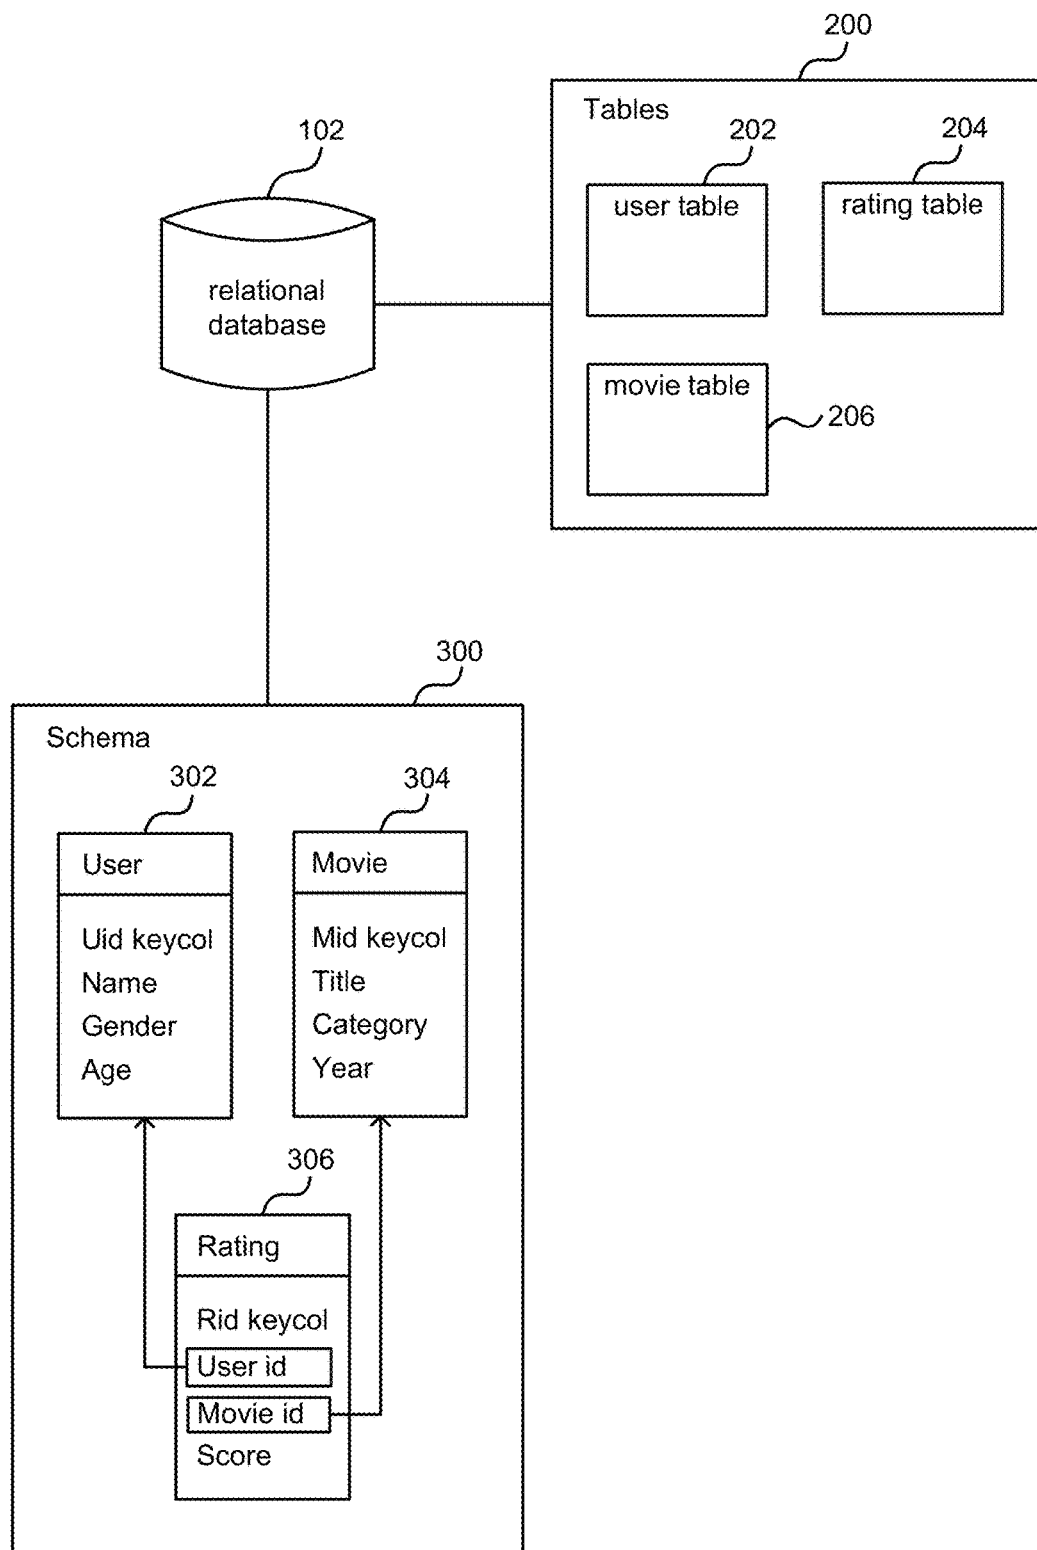 200
Tables
102
202
204
user table
rating table
relational
database
movie table
206
300
Schema
302
304
User
Movie
Uid keycol
Name
Gender
Age
Mid keycol
Title
Category
Year
306
Rating
Rid keycol
User id
Movie id
Score